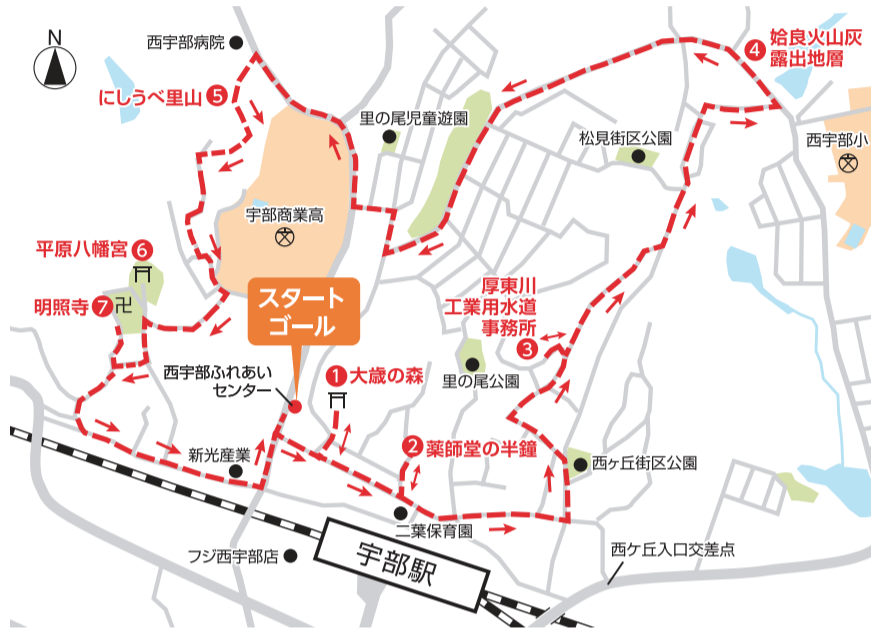 N
西宇部病院
にしうべ里山 5
4 姶良火山灰
露出地層
里の尾児童遊園
松見街区公園
西宇部小
宇部商業高
平原八幡宮 6
明照寺 7
スタート
ゴール
厚東川
工業用水道
事務所
3
里の尾公園
西宇部ふれあい
センター
1 大歳の森
新光産業
2 薬師堂の半鐘
西ヶ丘街区公園
二葉保育園
フジ西宇部店
宇部駅
西ケ丘入口交差点